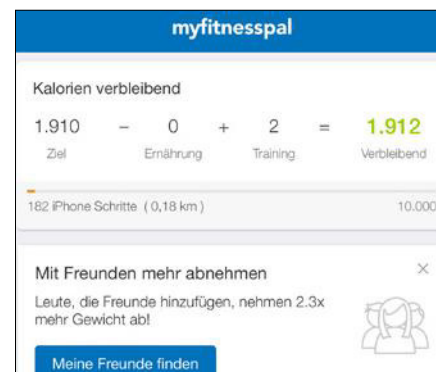 myfitnesspal
Kalorien verbleibend
1.910 – 0 + 2 = 1.912
Ziel Ernährung Training Verbleibend
182 iPhone Schritte ( 0,18 km ) 10.000
Mit Freunden mehr abnehmen
Leute, die Freunde hinzufügen, nehmen 2.3x
mehr Gewicht ab!
Meine Freunde finden